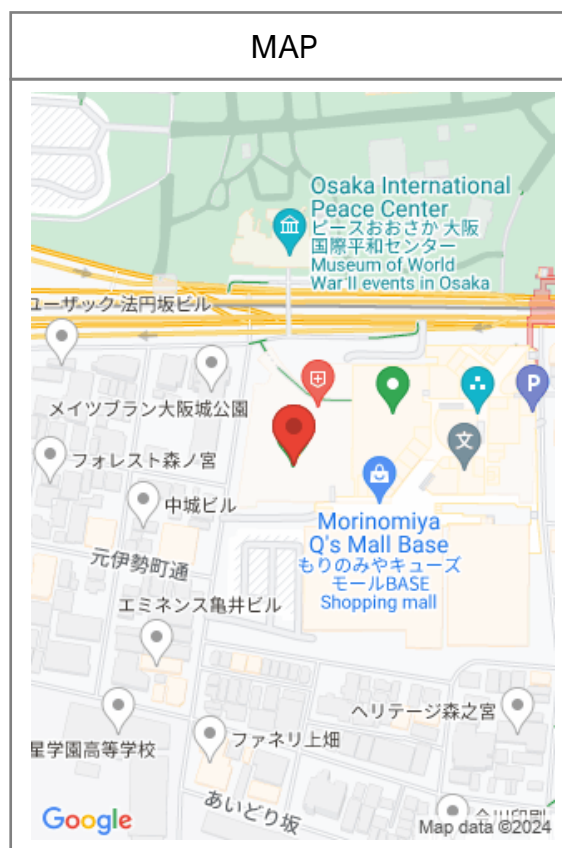 MAP
Osaka International
Peace Center
ピースおおさか 大阪
国際平和センター
Museum of World
War II events in Osaka
ユーザック 法円坂ビル
メイツブラン大阪城公園
P
文
フォレスト森ノ宮
中城ビル
Morinomiya
Q's Mall Base
もりのみやキューズ
モールBASE
Shopping mall
元伊勢町通
エミネンス亀井ビル
ヘリテージ森之宮
星学園高等学校
ファネリ上畑
あいどり坂
Google
Map data ©2024